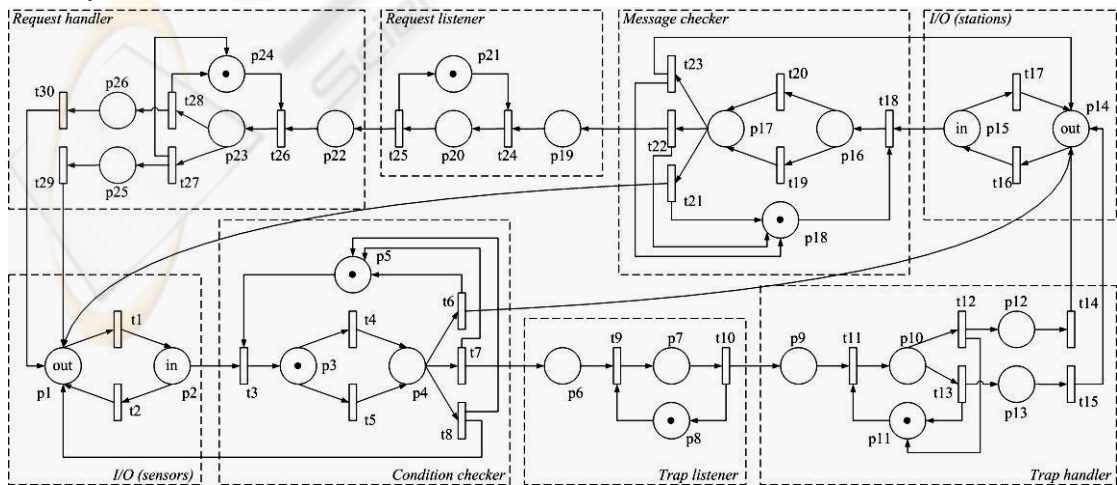 Request handler
Request listener
Message checker
I/O (stations)
p24
p21
t23
t20
t17
t30
p26
t28
t18
p14
in
out
p17
p15
p23
t26
p22
t25
p20
t24
p19
t22
p16
t29
p25
t27
t19
t16
t21
p18
p5
t6
t12
p12
t14
t1
t4
t9
p7
t10
t11
p10
out
in
t7
p9
p3
t13
p1
t2
p2
t3
t5
p4
p6
p13
t15
t8
p8
p11
I/O (sensors)
Condition checker
Trap listener
Trap handler